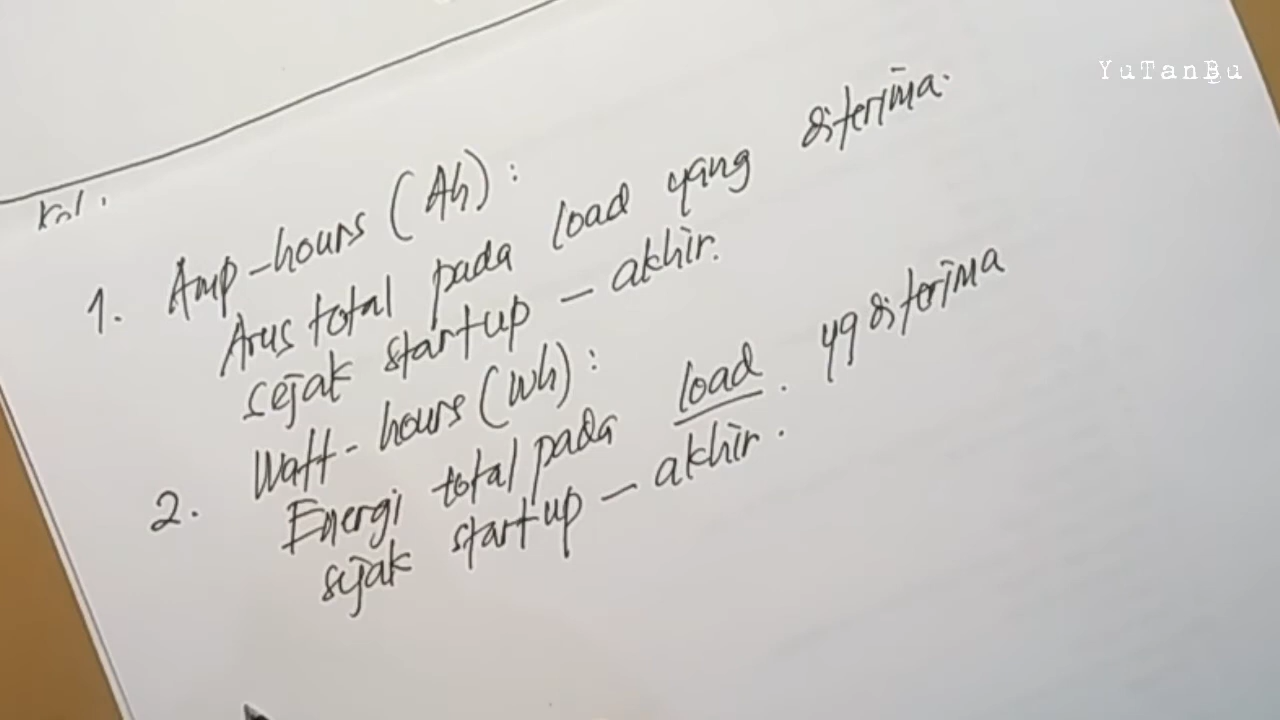 YuTanBu
Ket.
1. Amp-hours (Ah) :
Arus total pada load yang diterima.
sejak startup - akhir.
2. Watt-hours (Wh) :
Energi total pada load. yg diterima
sejak startup - akhir.